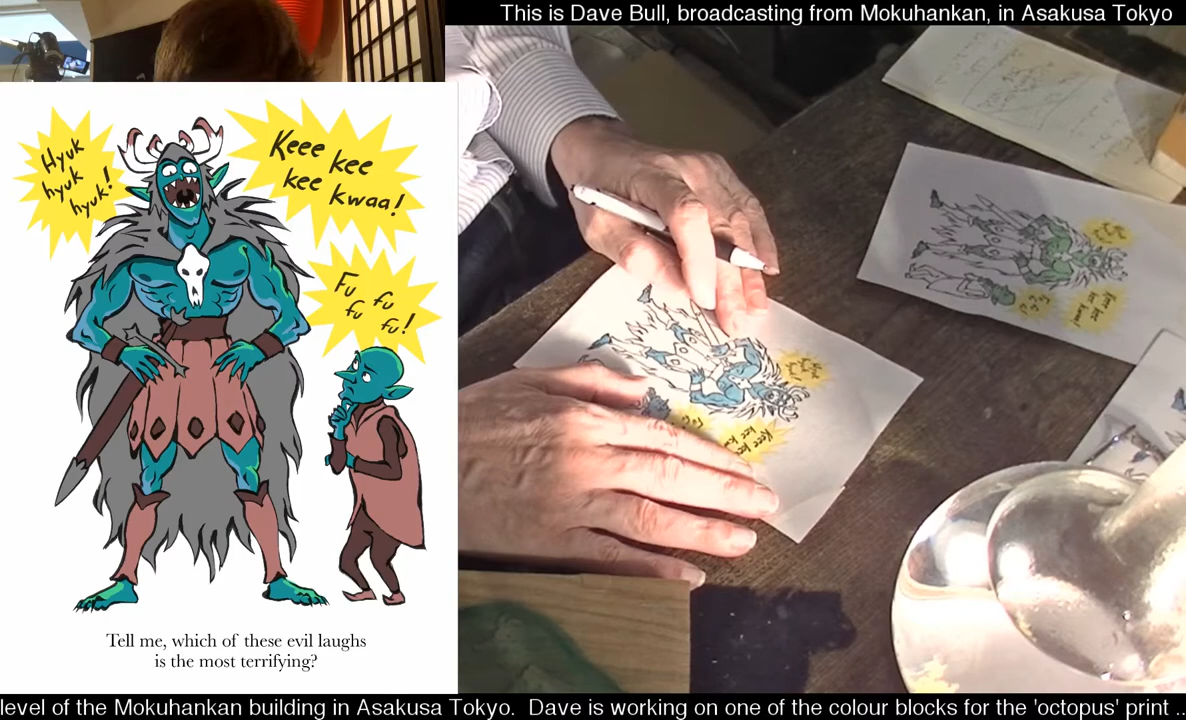 This is Dave Bull, broadcasting from Mokuhankan, in Asakusa Tokyo
Hyuk
hyuk
hyuk!
Keee kee
kee kwaa!
Fu fu
fu fu!
Tell me, which of these evil laughs
is the most terrifying?
level of the Mokuhankan building in Asakusa Tokyo. Dave is working on one of the colour blocks for the 'octopus' print ..